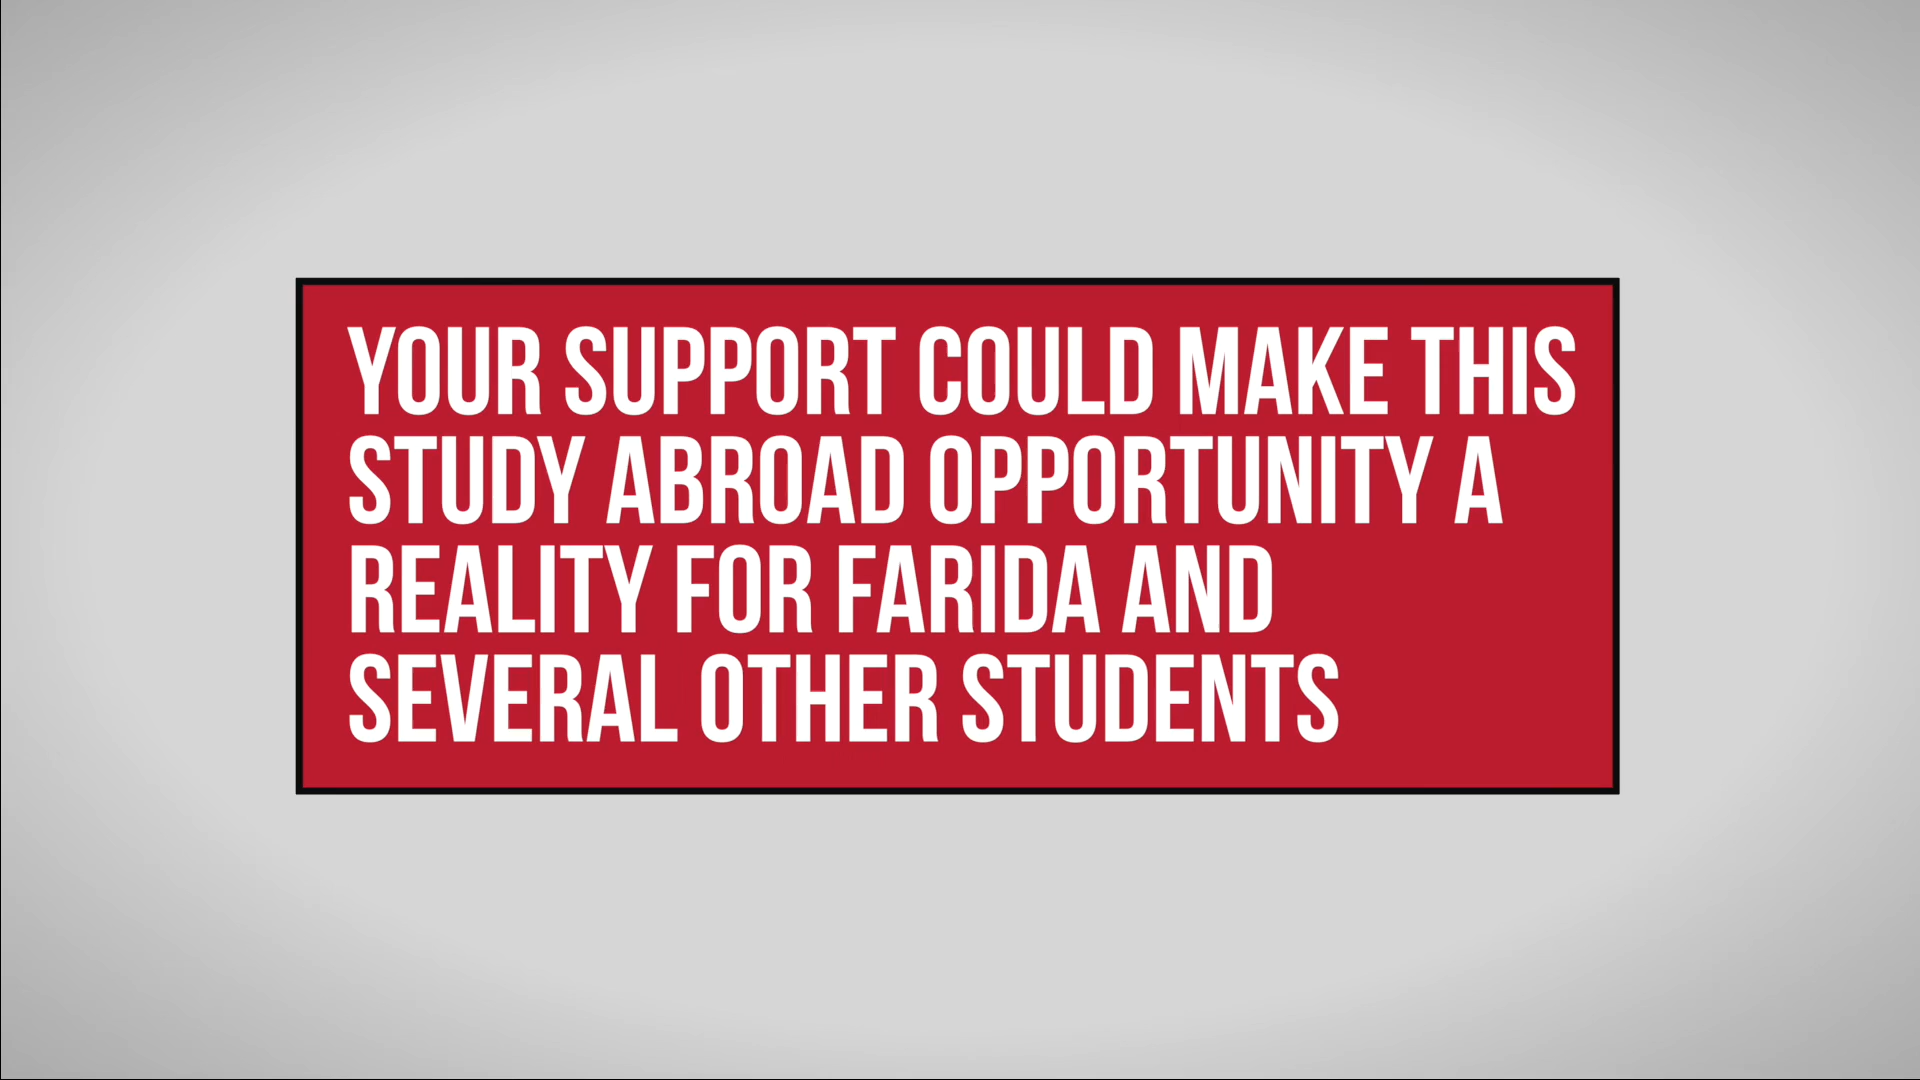 YOUR SUPPORT COULD MAKE THIS
STUDY ABROAD OPPORTUNITY A
REALITY FOR FARIDA AND
SEVERAL OTHER STUDENTS